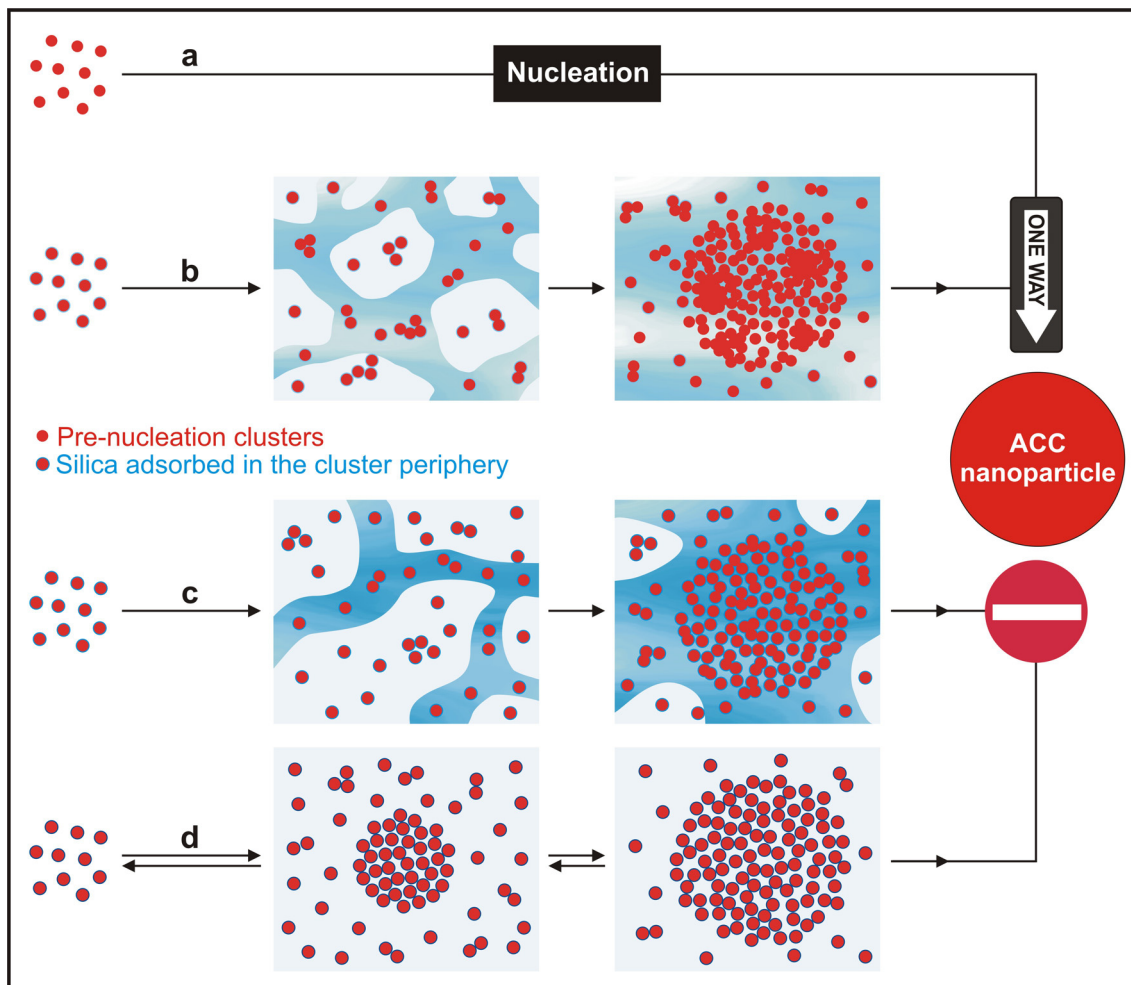 a
Nucleation
ONE WAY
b
Pre-nucleation clusters
Silica adsorbed in the cluster periphery
ACC
nanoparticle
c
d